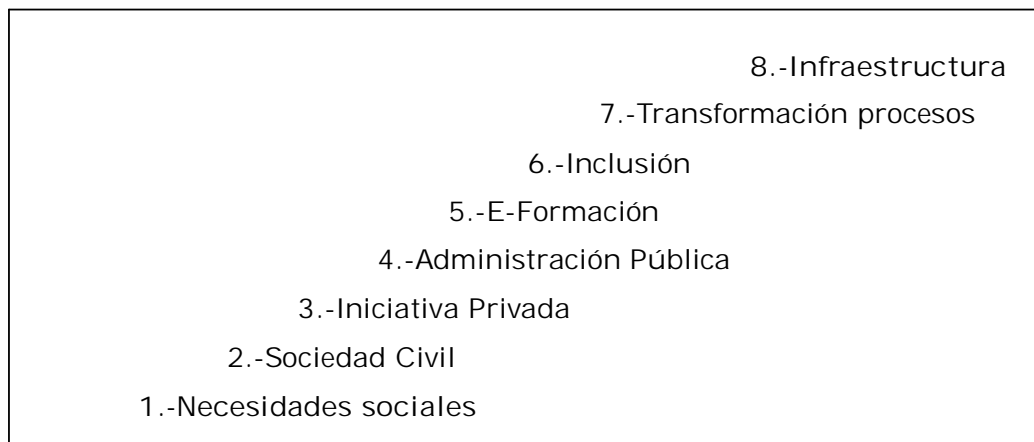 8.-Infraestructura
7.-Transformación procesos
6.-Inclusión
5.-E-Formación
4.-Administración Pública
3.-Iniciativa Privada
2.-Sociedad Civil
1.-Necesidades sociales